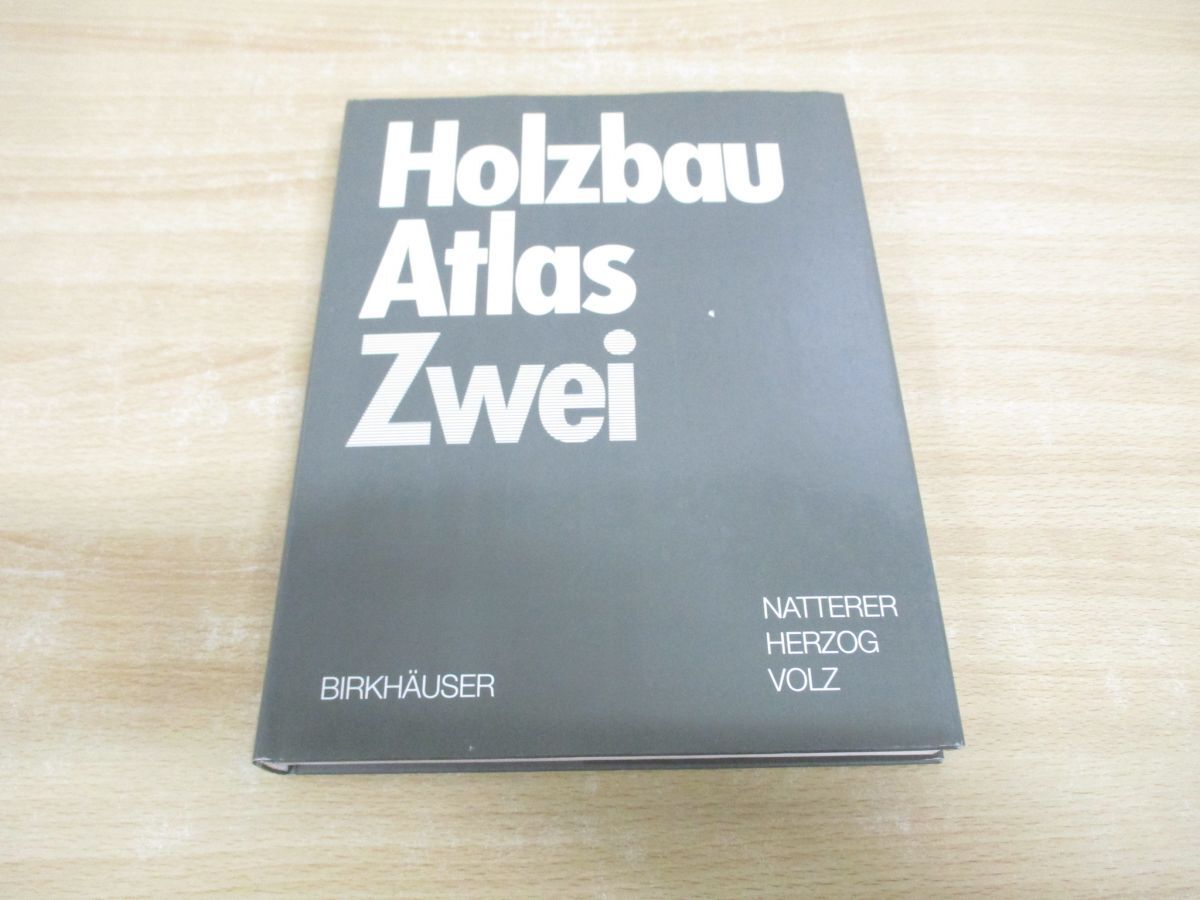 Holzbau
Atlas
Zwei
NATTERER
HERZOG
VOLZ
BIRKHÄUSER